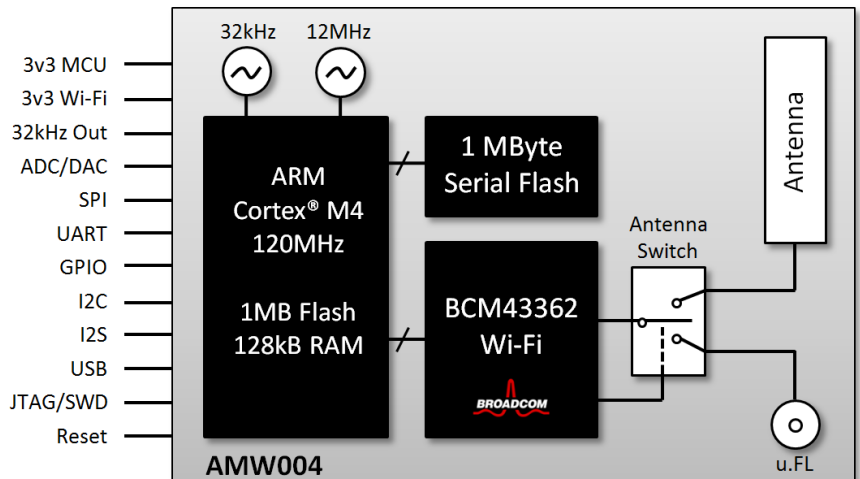 32kHz
12MHz
3v3 MCU
3v3 Wi-Fi
32kHz Out
ADC/DAC
SPI
UART
GPIO
I2C
I2S
USB
JTAG/SWD
Reset
ARM
Cortex® M4
120MHz
1MB Flash
128kB RAM
1 MByte
Serial Flash
BCM43362
Wi-Fi
BROADCOM
Antenna
Switch
Antenna
u.FL
AMW004